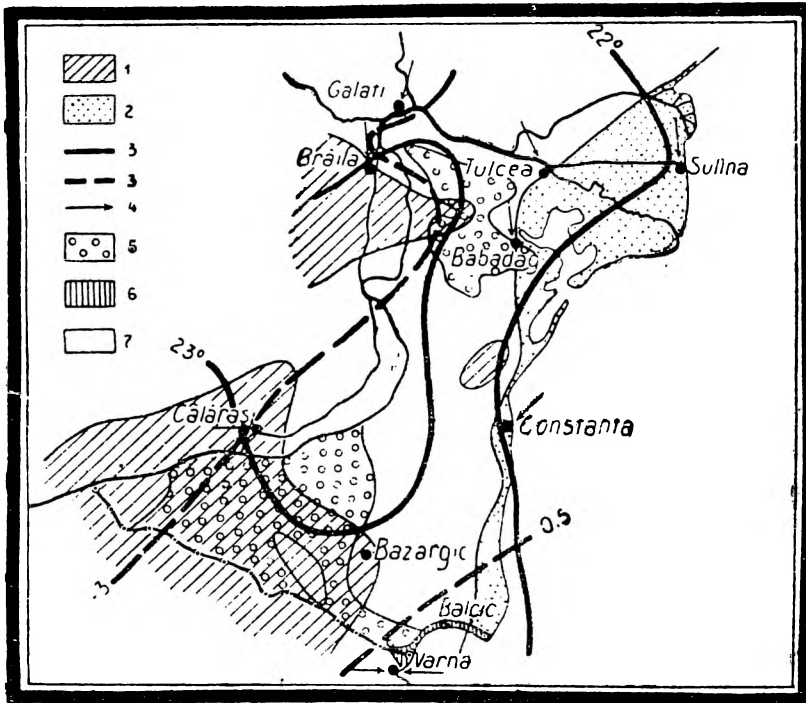 1
2
3
3
4
5
6
7
22°
Galati
Braila
Tulcea
Sulina
Babadag
23°
Călărași
Constanta
Bazargic
0.5
-3
Balcic
Varna